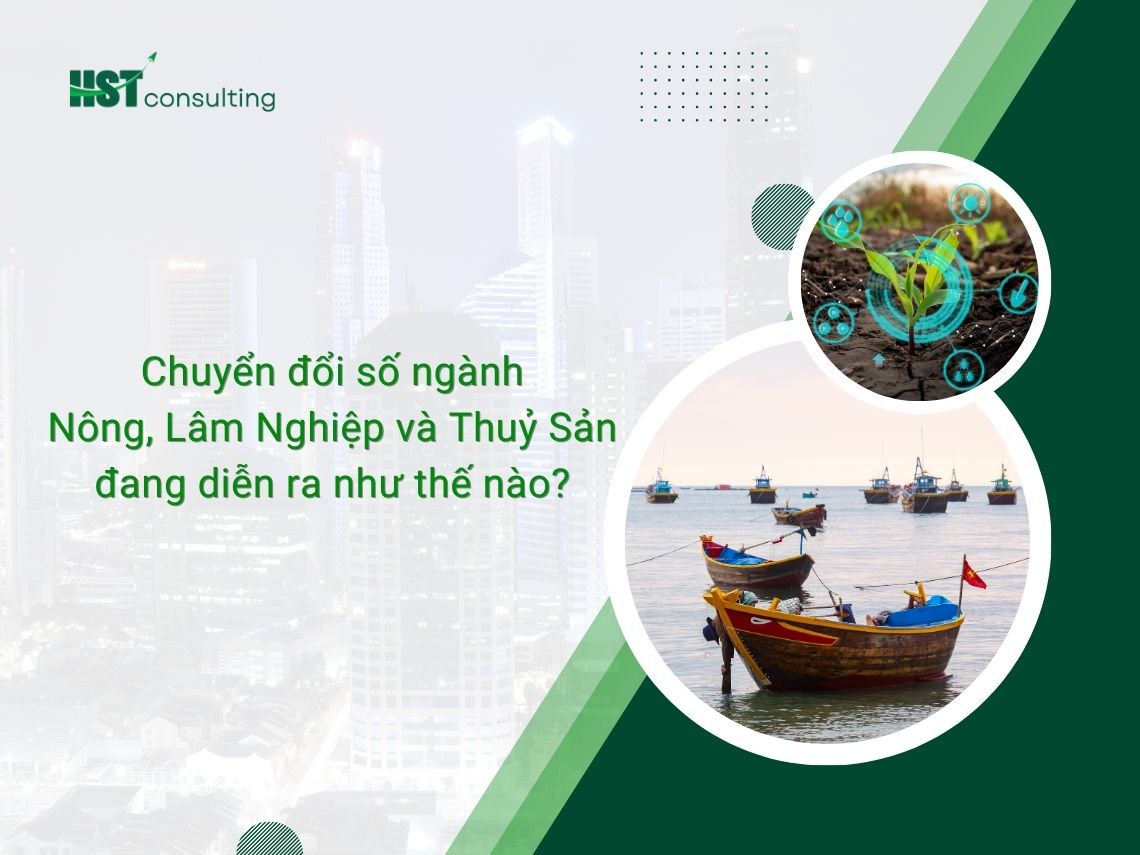 HST consulting
Chuyển đổi số ngành
Nông, Lâm Nghiệp và Thuỷ Sản
đang diễn ra như thế nào?